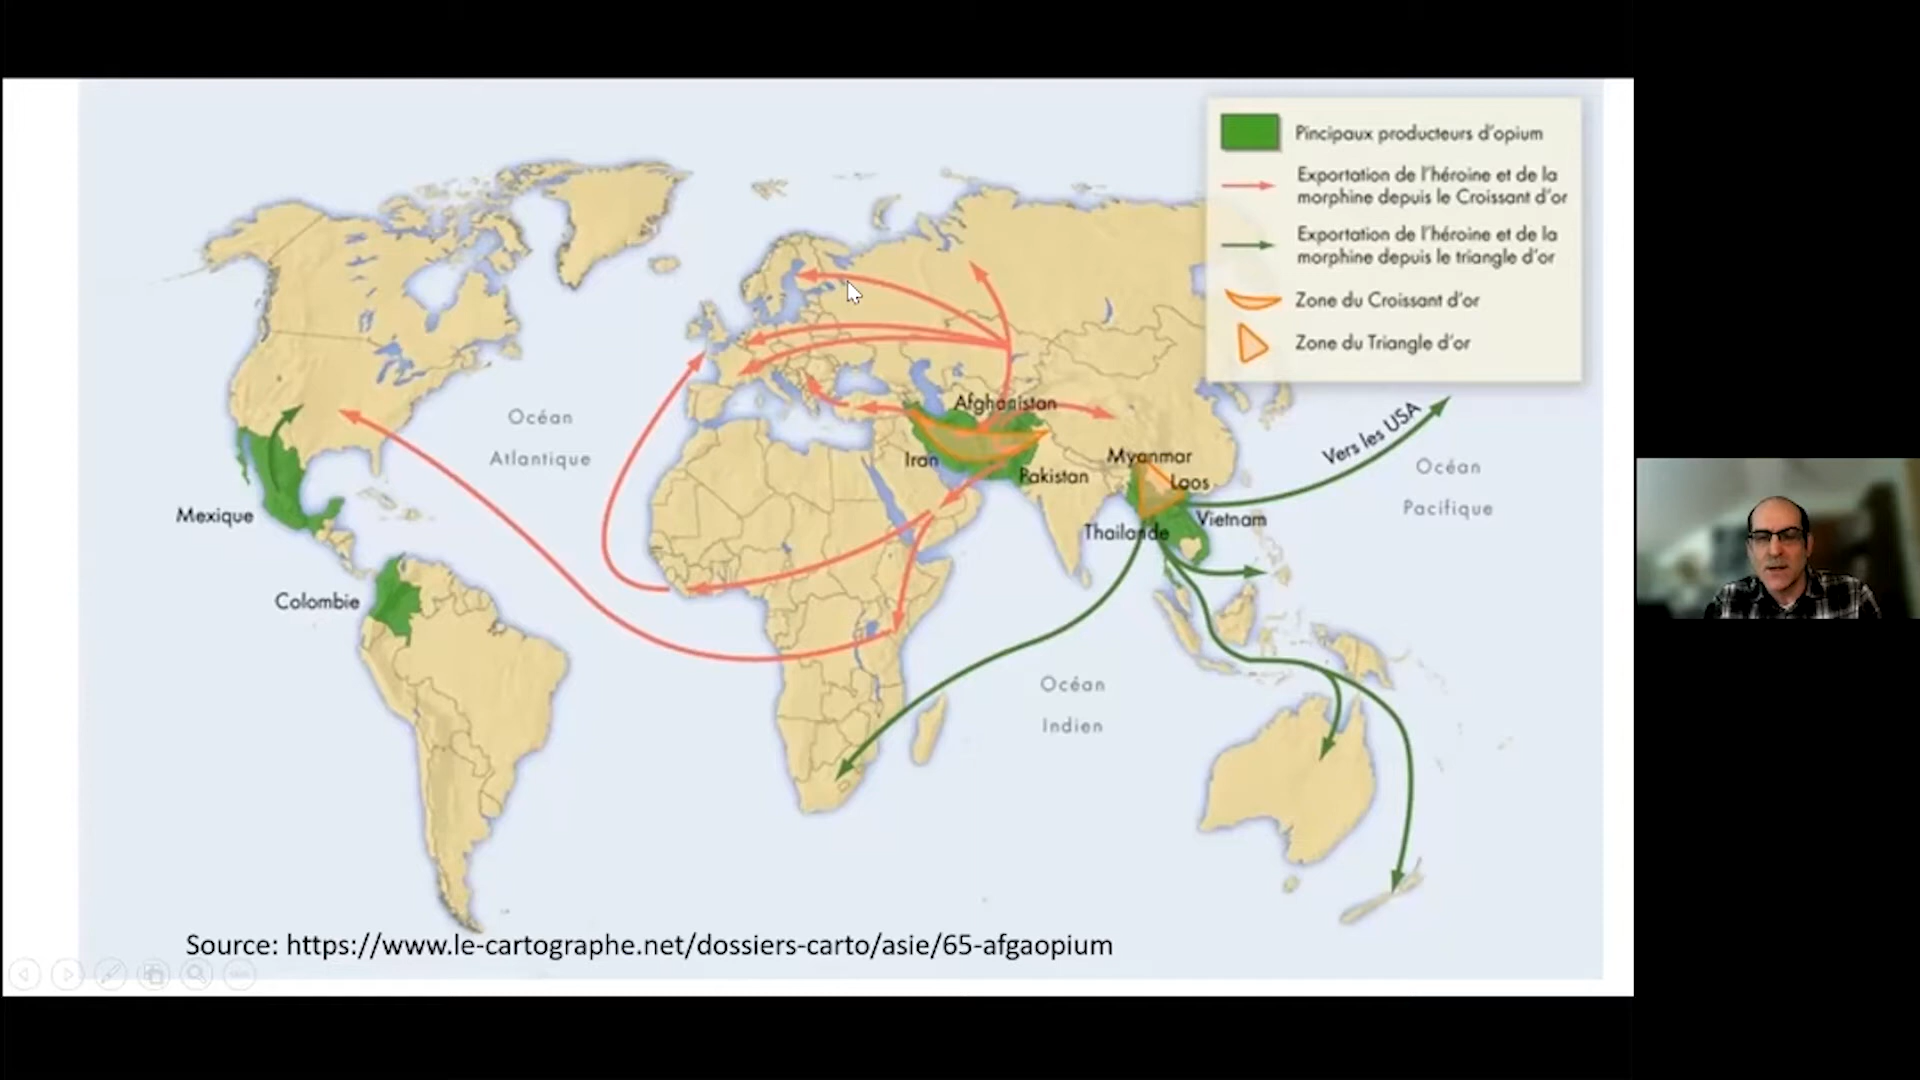 Pincipaux producteurs d'opium
Exportation de l'héroine et de la
morphine depuis le Croissant d'or
Exportation de l'héroine et de la
morphine depuis le triangle d'or
Zone du Croissant d'or
Zone du Triangle d'or
Océan
Atlantique
Afghanistan
Iran
Pakistan
Myanmar
Laos
Thailande
Vietnam
Vers les USA
Océan
Pacifique
Mexique
Colombie
Océan
Indien
Source: https://www.le-cartographe.net/dossiers-carto/asie/65-afgaopium